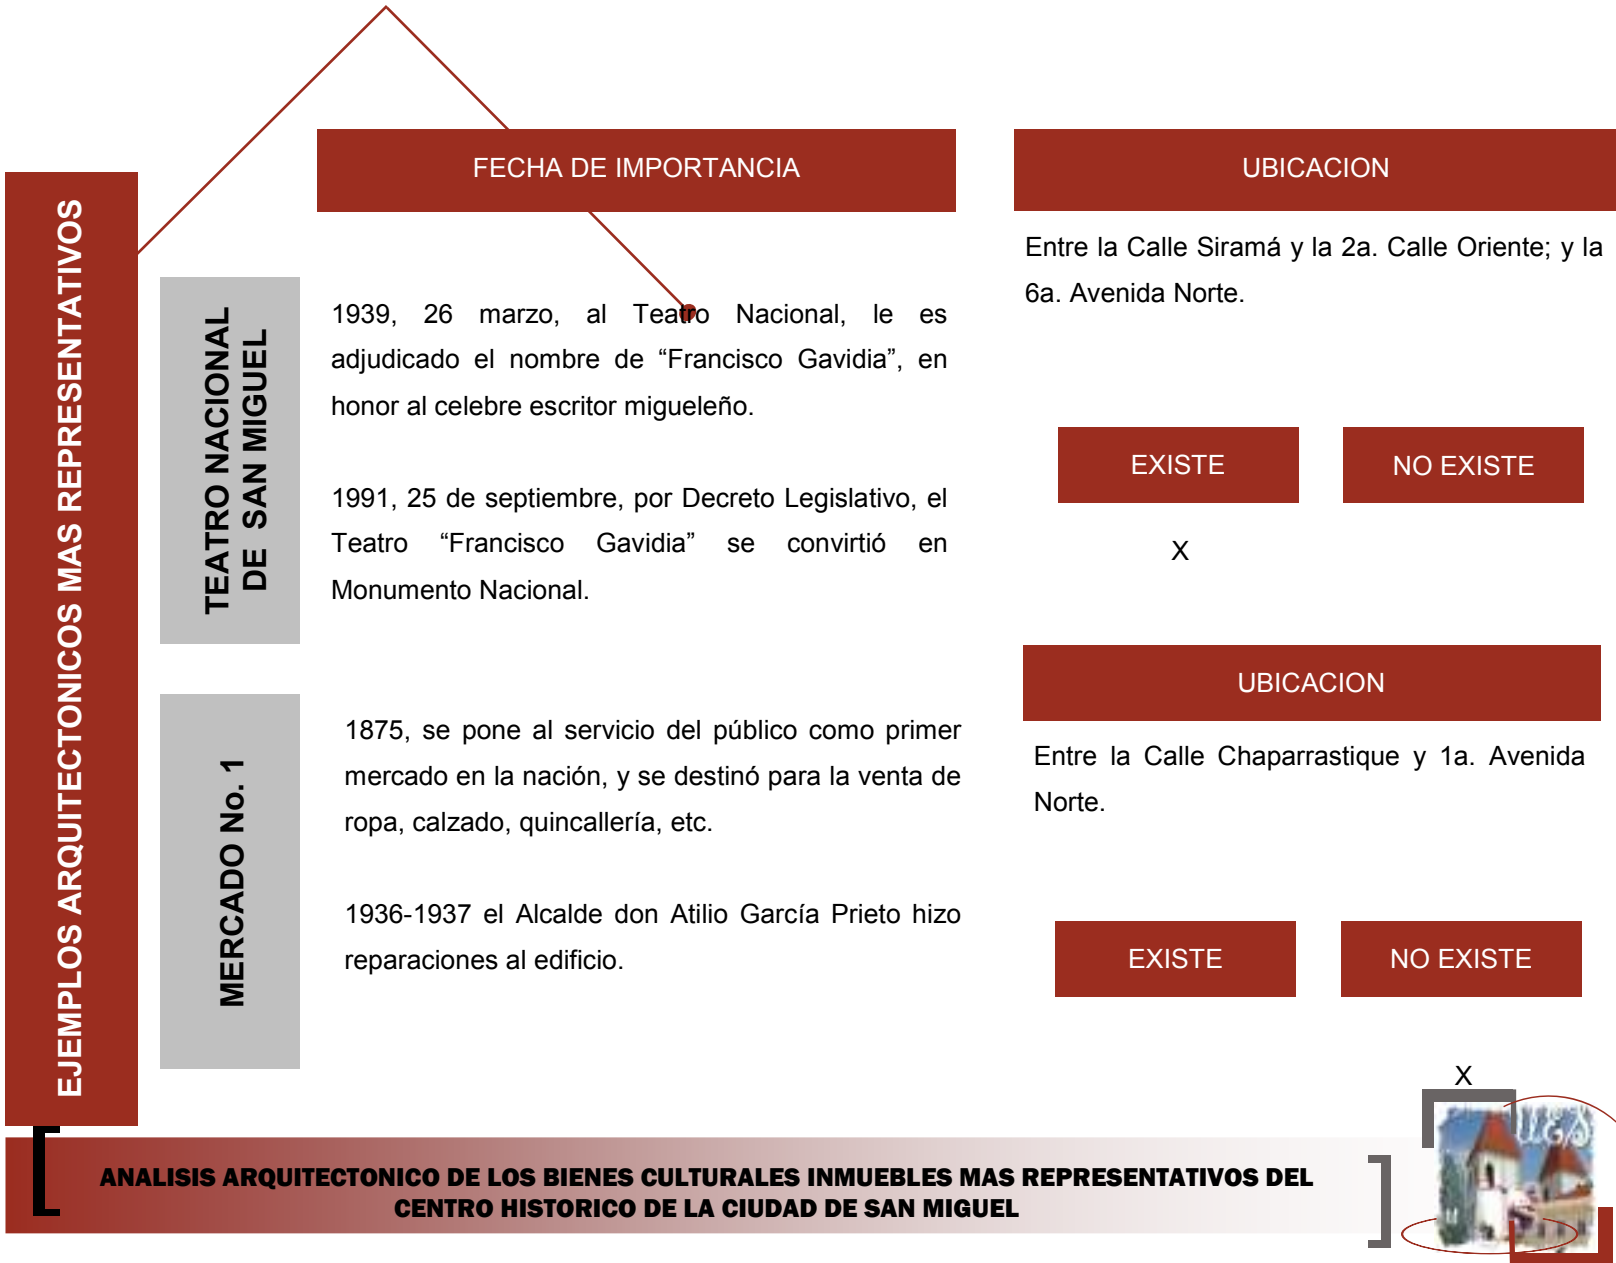 EJEMPLOS ARQUITECTONICOS MAS REPRESENTATIVOS
FECHA DE IMPORTANCIA
UBICACION
TEATRO NACIONAL
DE SAN MIGUEL
1939, 26 marzo, al Teatro Nacional, le es
adjudicado el nombre de “Francisco Gavidia”, en
honor al celebre escritor migueleño.
1991, 25 de septiembre, por Decreto Legislativo, el
Teatro “Francisco Gavidia” se convirtió en
Monumento Nacional.
Entre la Calle Siramá y la 2a. Calle Oriente; y la
6a. Avenida Norte.
EXISTE
NO EXISTE
X
MERCADO No. 1
1875, se pone al servicio del público como primer
mercado en la nación, y se destinó para la venta de
ropa, calzado, quincallería, etc.
1936-1937 el Alcalde don Atilio García Prieto hizo
reparaciones al edificio.
UBICACION
Entre la Calle Chaparrastique y 1a. Avenida
Norte.
EXISTE
NO EXISTE
X
ANALISIS ARQUITECTONICO DE LOS BIENES CULTURALES INMUEBLES MAS REPRESENTATIVOS DEL
CENTRO HISTORICO DE LA CIUDAD DE SAN MIGUEL
UES